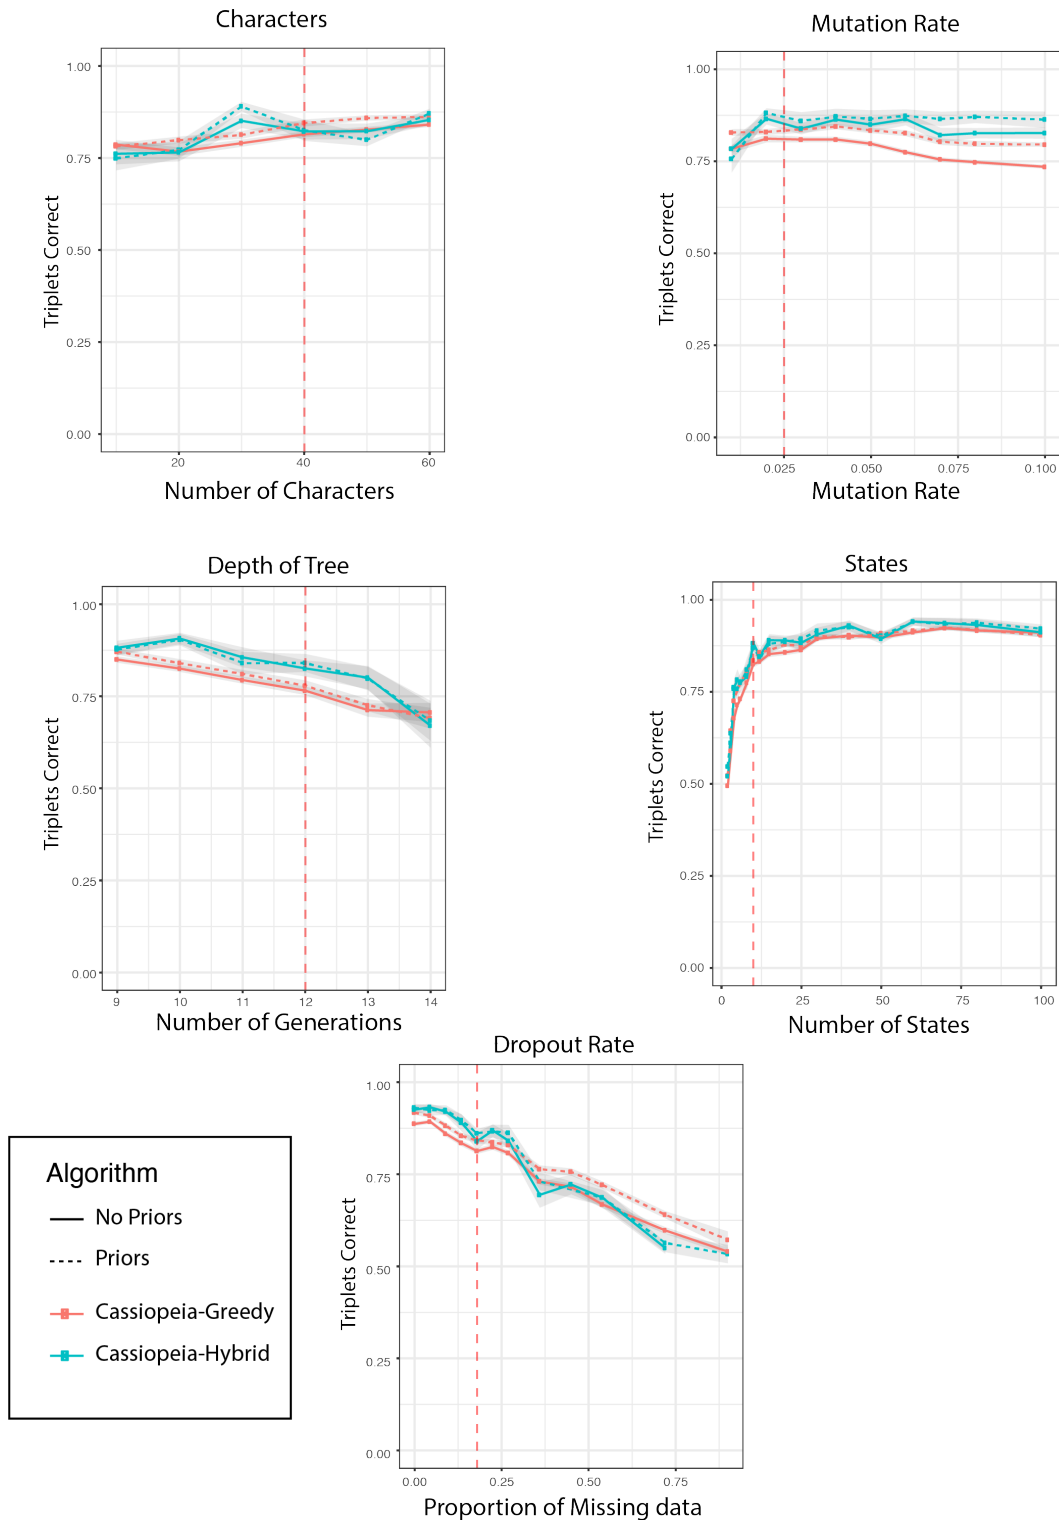 Characters
1.00
0.75
0.50
0.25
0.00
Triplets Correct
20 40 60
Number of Characters
Mutation Rate
1.00
0.75
0.50
0.25
0.00
Triplets Correct
0.025 0.050 0.075 0.100
Mutation Rate
Depth of Tree
1.00
0.75
0.50
0.25
0.00
Triplets Correct
9 10 11 12 13 14
Number of Generations
States
1.00
0.75
0.50
0.25
0.00
Triplets Correct
0 25 50 75 100
Number of States
Dropout Rate
1.00
0.75
0.50
0.25
0.00
Triplets Correct
0.00 0.25 0.50 0.75
Proportion of Missing data
Algorithm
No Priors
Priors
Cassiopeia-Greedy
Cassiopeia-Hybrid